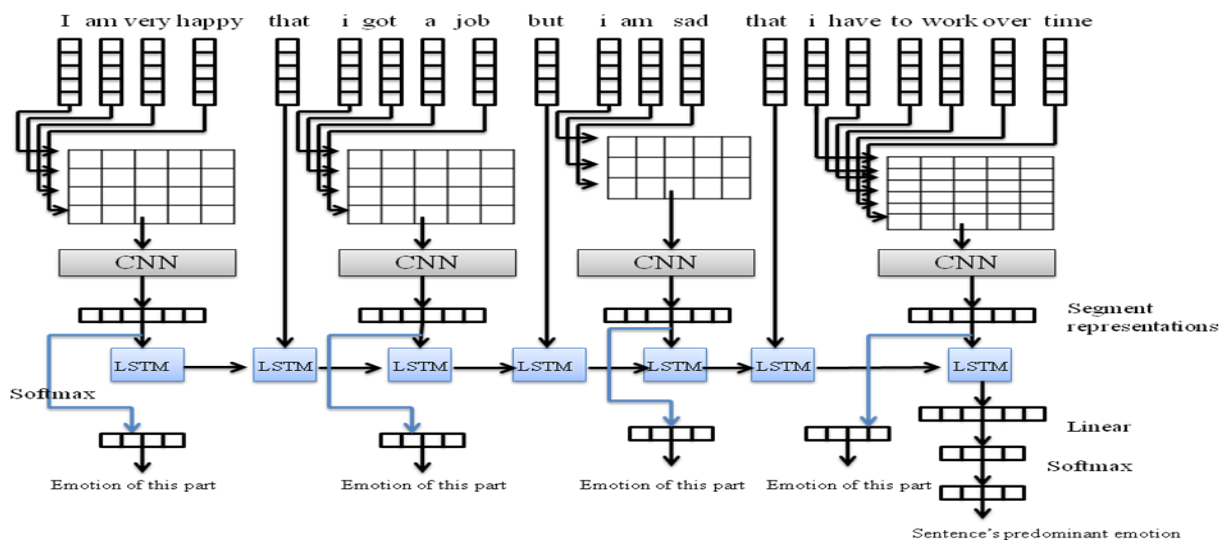 I am very happy that i got a job but i am sad that i have to work over time
CNN CNN CNN CNN
Segment
representations
LSTM LSTM LSTM LSTM LSTM LSTM LSTM
Softmax
Linear
Softmax
Emotion of this part Emotion of this part Emotion of this part Emotion of this part
Sentence's predominant emotion